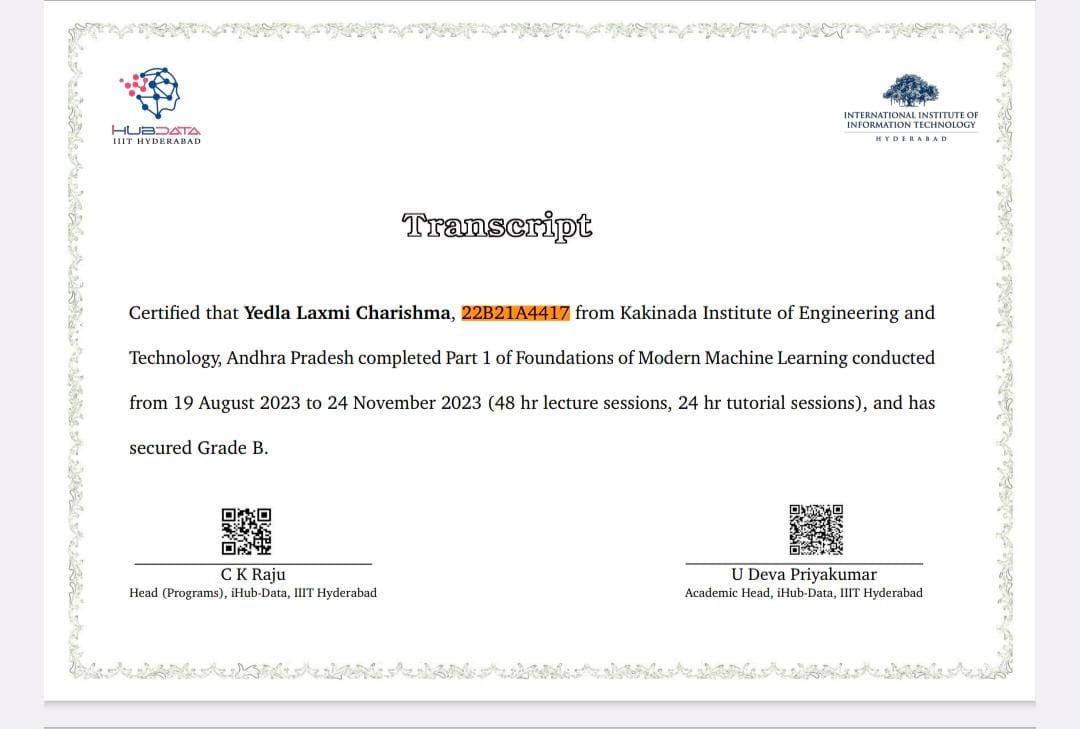 HUBDATA
IIIT HYDERABAD
INTERNATIONAL INSTITUTE OF
INFORMATION TECHNOLOGY
HYDERABAD
Transcript
Certified that Yedla Laxmi Charishma, 22B21A4417 from Kakinada Institute of Engineering and
Technology, Andhra Pradesh completed Part 1 of Foundations of Modern Machine Learning conducted
from 19 August 2023 to 24 November 2023 (48 hr lecture sessions, 24 hr tutorial sessions), and has
secured Grade B.
C K Raju
Head (Programs), iHub-Data, IIIT Hyderabad
U Deva Priyakumar
Academic Head, iHub-Data, IIIT Hyderabad